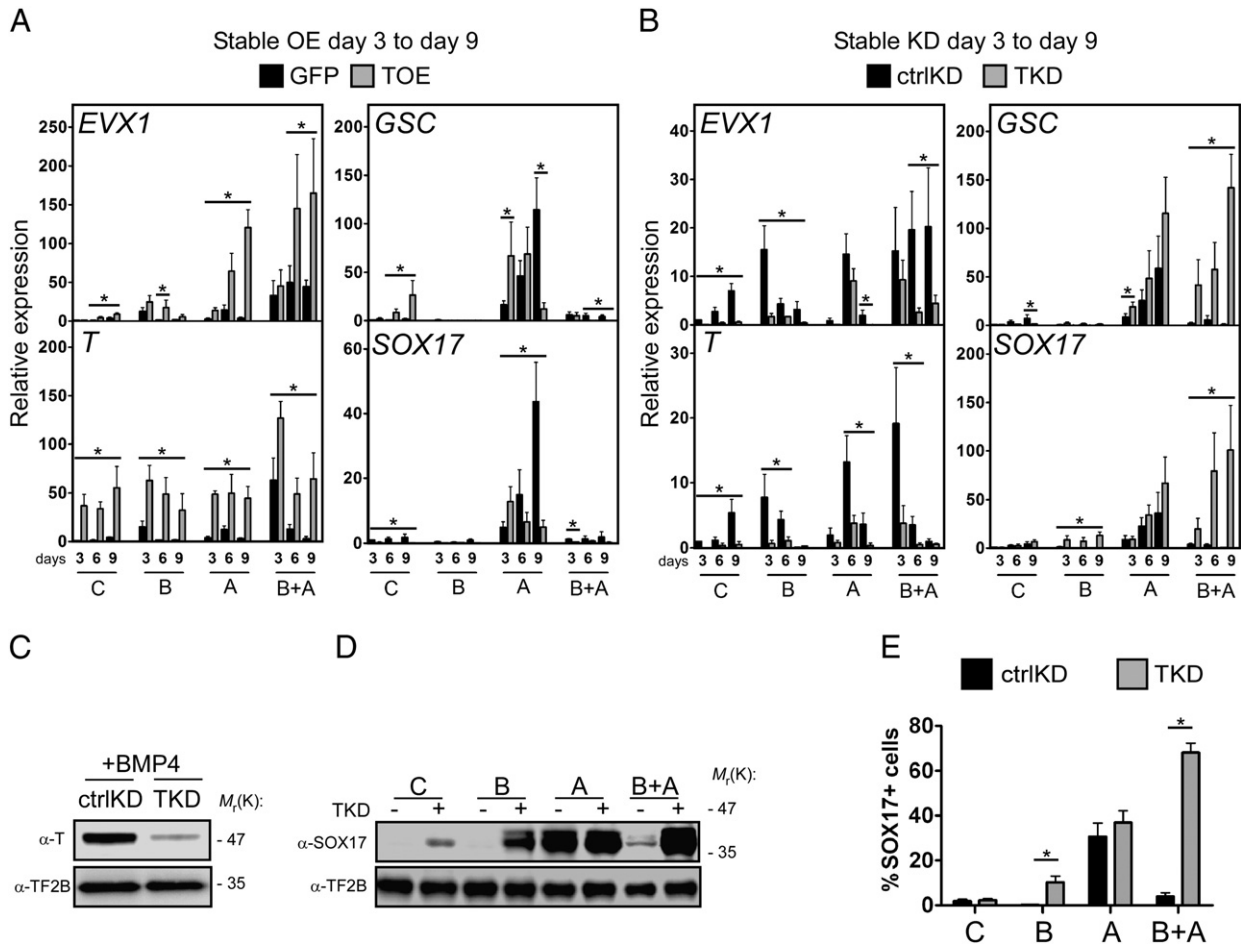 A
Stable OE day 3 to day 9
GFP TOE
Relative expression
EVX1
250
200
150
100
50
0
* * * *
GSC
200
150
100
50
0
* * * *
T
200
150
100
50
0
* * * *
SOX17
60
40
20
0
* * *
days 3 6 9 3 6 9 3 6 9 3 6 9
C B A B+A
3 6 9 3 6 9 3 6 9 3 6 9
C B A B+A
B
Stable KD day 3 to day 9
ctrlKD TKD
Relative expression
EVX1
40
30
20
10
0
* * * *
GSC
200
150
100
50
0
* * *
T
30
20
10
0
* * * *
SOX17
200
150
100
50
0
* *
days 3 6 9 3 6 9 3 6 9 3 6 9
C B A B+A
3 6 9 3 6 9 3 6 9 3 6 9
C B A B+A
C
+BMP4
ctrlKD TKD Mr(K):
α-T - 47
α-TF2B - 35
D
C B A B+A Mr(K):
TKD - + - + - + - + - 47
α-SOX17 - 35
α-TF2B
E
ctrlKD TKD
%SOX17+ cells
80
60
40
20
0
* *
C B A B+A